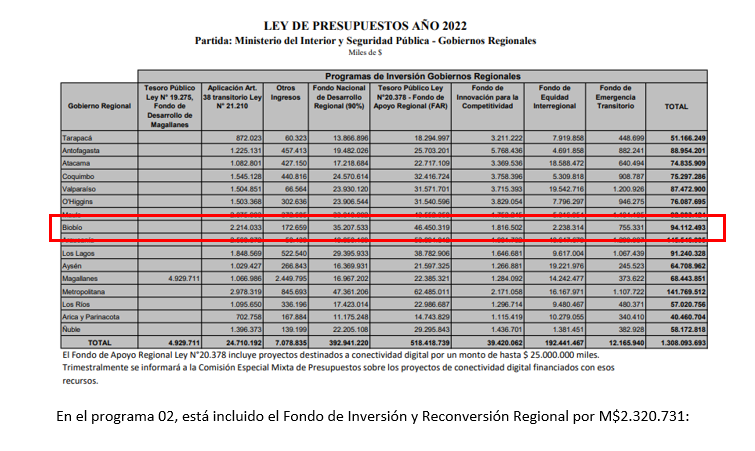 LEY DE PRESUPUESTOS AÑO 2022
Partida: Ministerio del Interior y Seguridad Pública - Gobiernos Regionales
Miles de $
Programas de Inversión Gobiernos Regionales
Gobierno Regional Tesoro Público Ley N° 19.275, Fondo de Desarrollo de Magallanes Aplicación Art. 38 transitorio Ley N° 21.210 Otros Ingresos Fondo Nacional de Desarrollo Regional (90%) Tesoro Público Ley N°20.378 - Fondo de Apoyo Regional (FAR) Fondo de Innovación para la Competitividad Fondo de Equidad Interregional Fondo de Emergencia Transitorio TOTAL
Tarapacá 872.023 60.323 13.866.896 18.294.997 3.211.222 7.919.858 448.699 51.166.249
Antofagasta 1.225.131 457.413 19.482.026 25.703.201 5.768.436 4.691.858 882.241 88.954.201
Atacama 1.082.801 427.150 17.218.684 22.717.109 3.369.536 18.588.472 640.494 74.835.909
Coquimbo 1.545.128 440.816 24.570.614 32.416.724 3.758.396 5.309.818 908.787 75.297.286
Valparaíso 1.504.851 66.564 23.930.120 31.571.701 3.715.393 19.542.716 1.200.926 87.472.900
O'Higgins 1.503.368 302.636 23.906.544 31.540.596 3.829.054 7.796.297 946.275 76.087.695
Maule
Biobío 2.214.033 172.659 35.207.533 46.450.319 1.816.502 2.238.314 755.331 94.112.493
Los Lagos 1.848.569 522.540 29.395.933 38.782.906 1.646.681 9.617.004 1.067.439 91.240.328
Aysén 1.029.427 266.843 16.369.931 21.597.325 1.266.881 19.221.976 245.523 64.708.962
Magallanes 4.929.711 1.066.986 2.449.795 16.967.202 22.385.321 1.284.092 14.242.477 373.622 68.443.851
Metropolitana 2.978.319 845.693 47.361.206 62.485.011 2.171.058 16.167.971 1.107.722 141.769.512
Los Ríos 1.095.650 336.196 17.423.014 22.986.687 1.296.714 9.480.467 480.371 57.020.756
Arica y Parinacota 702.758 167.884 11.175.248 14.743.829 1.115.419 10.279.055 340.410 40.460.704
Ñuble 1.396.373 139.199 22.205.108 29.295.843 1.436.701 1.381.451 382.928 58.172.818
TOTAL 4.929.711 24.710.192 7.078.835 392.941.220 518.418.739 39.420.062 192.441.467 12.165.940 1.308.093.693
El Fondo de Apoyo Regional Ley N°20.378 incluye proyectos destinados a conectividad digital por un monto de hasta $ 25.000.000 miles.
Trimestralmente se informará a la Comisión Especial Mixta de Presupuestos sobre los proyectos de conectividad digital financiados con esos
recursos.
En el programa 02, está incluido el Fondo de Inversión y Reconversión Regional por M$2.320.731: